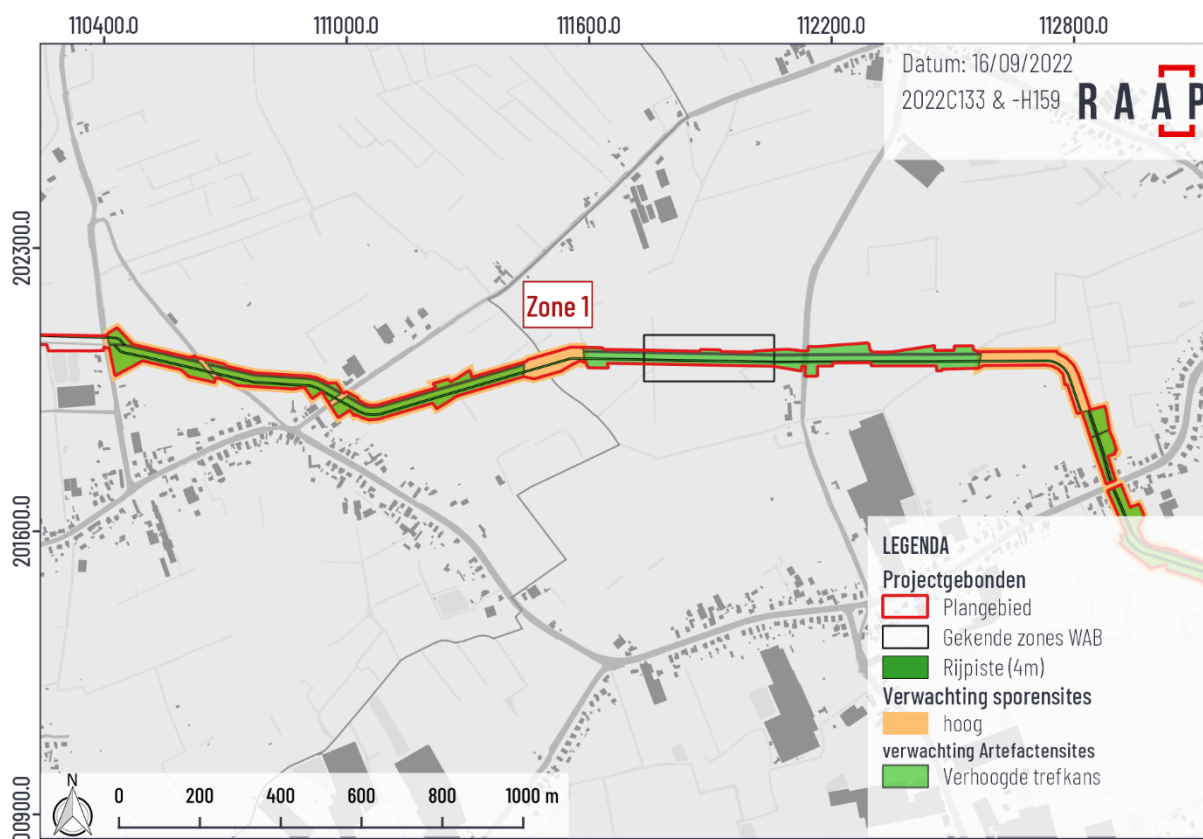 110400.0 111000.0 111600.0 112200.0 112800.0
Datum: 16/09/2022
2022C133 & -H159
RAAP
202300.0
Zone 1
201600.0
LEGENDA
Projectgebonden
Plangebied
Gekende zones WAB
Rijpiste (4m)
Verwachting sporensites
hoog
verwachting Artefactensites
Verhoogde trefkans
N
0 200 400 600 800 1000 m
00900.0